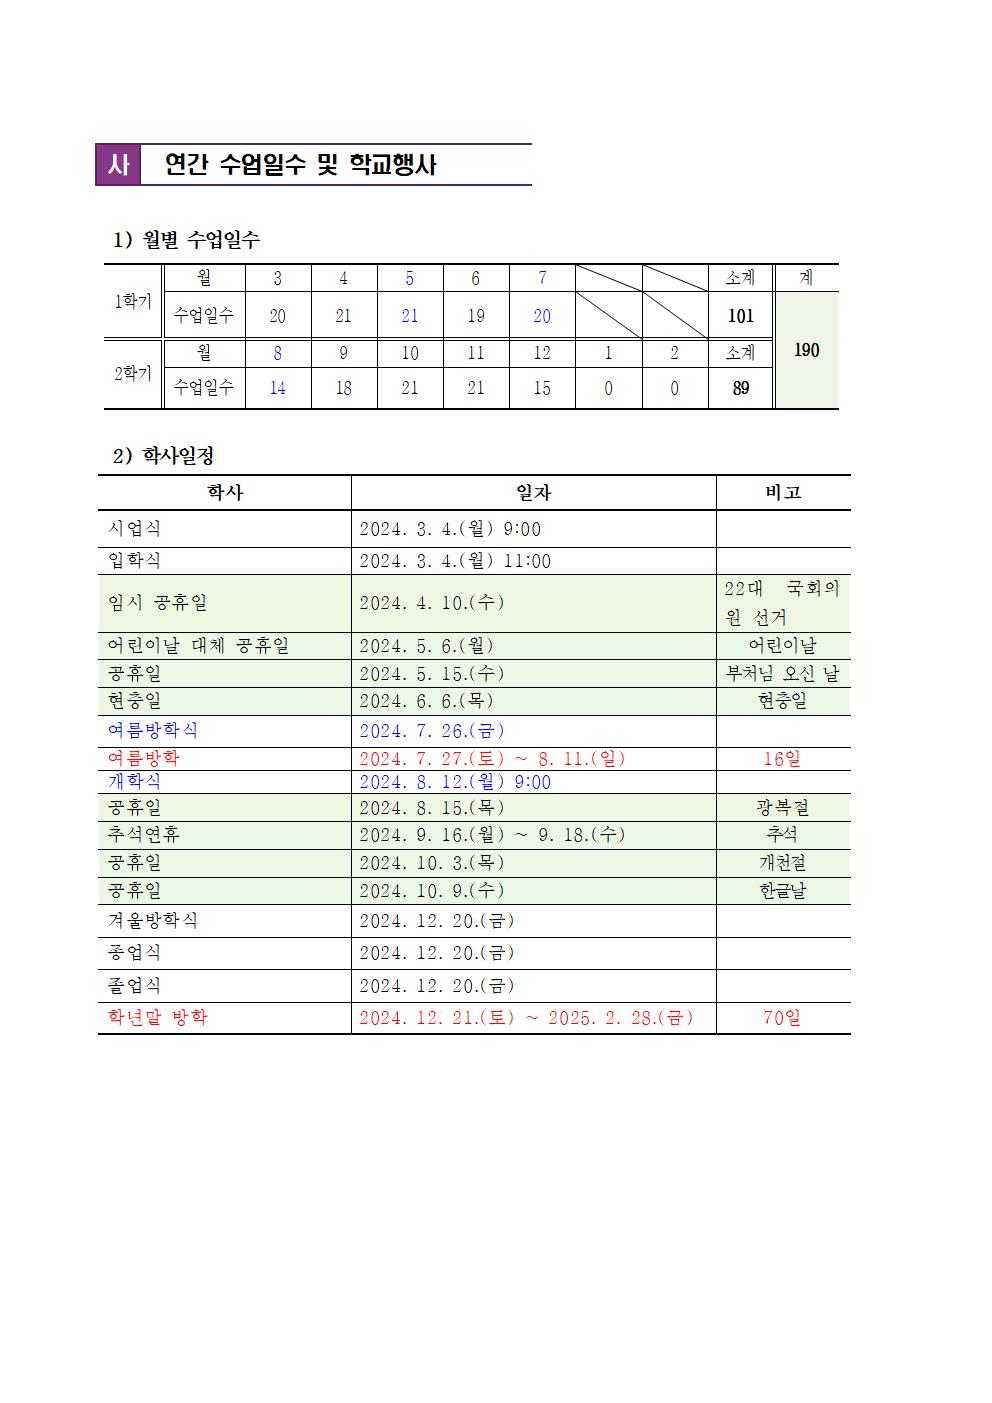 사 연간 수업일수 및 학교행사
1) 월별 수업일수
1학기 월 3 4 5 6 7 소계 계
수업일수 20 21 21 19 20 101 190
2학기 월 8 9 10 11 12 1 2 소계
수업일수 14 18 21 21 15 0 0 89
2) 학사일정
학사 일자 비고
시업식 2024. 3. 4.(월) 9:00
입학식 2024. 3. 4.(월) 11:00
임시 공휴일 2024. 4. 10.(수) 22대 국회의
원 선거
어린이날 대체 공휴일 2024. 5. 6.(월) 어린이날
공휴일 2024. 5. 15.(수) 부처님 오신 날
현충일 2024. 6. 6.(목) 현충일
여름방학식 2024. 7. 26.(금)
여름방학 2024. 7. 27.(토) ~ 8. 11.(일) 16일
개학식 2024. 8. 12.(월) 9:00
공휴일 2024. 8. 15.(목) 광복절
추석연휴 2024. 9. 16.(월) ~ 9. 18.(수) 추석
공휴일 2024. 10. 3.(목) 개천절
공휴일 2024. 10. 9.(수) 한글날
겨울방학식 2024. 12. 20.(금)
종업식 2024. 12. 20.(금)
졸업식 2024. 12. 20.(금)
학년말 방학 2024. 12. 21.(토) ~ 2025. 2. 28.(금) 70일